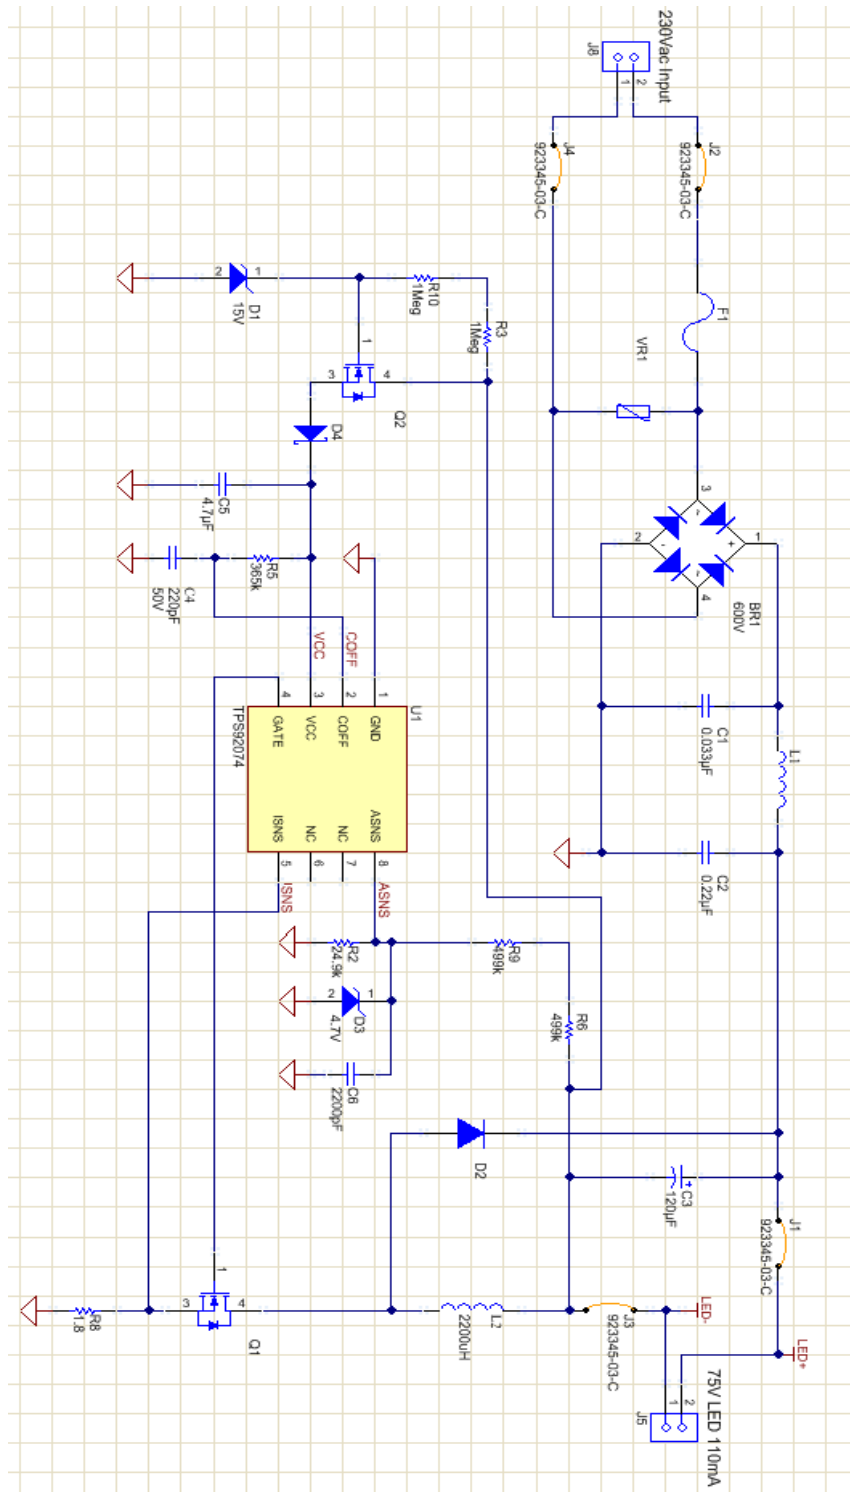 230Vac Input
J8
1
2
J4
923345-03-C
J2
923345-03-C
F1
VR1
3
1
2
4
~
+
-
~
BR1
600V
C1
0.033µF
L1
C2
0.22µF
D1
15V
2
1
R10
1Meg
R3
1Meg
1
3
4
Q2
D4
C5
4.7µF
R5
365k
C4
220pF
50V
VCC
COFF
U1
TPS92074
4
3
2
1
GATE
VCC
COFF
GND
ISNS
NC
NC
ASNS
5
6
7
8
ISNS
ASNS
R2
24.9k
R9
499k
R6
499k
2
1
D3
4.7V
C6
2200pF
D2
+
C3
120µF
J1
923345-03-C
J3
923345-03-C
LED-
LED+
75V LED 110mA
J5
1
2
L2
2200uH
1
3
4
Q1
R8
1.8